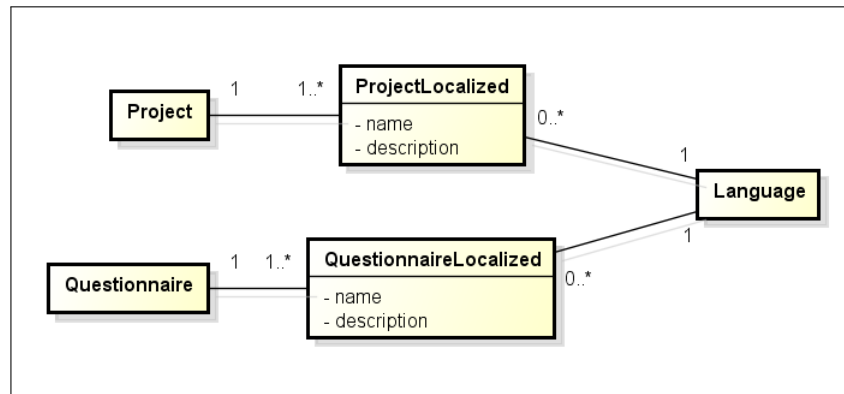 Project
1
1..*
ProjectLocalized
- name
- description
0..*
1
Language
Questionnaire
1
1..*
QuestionnaireLocalized
- name
- description
0..*
1